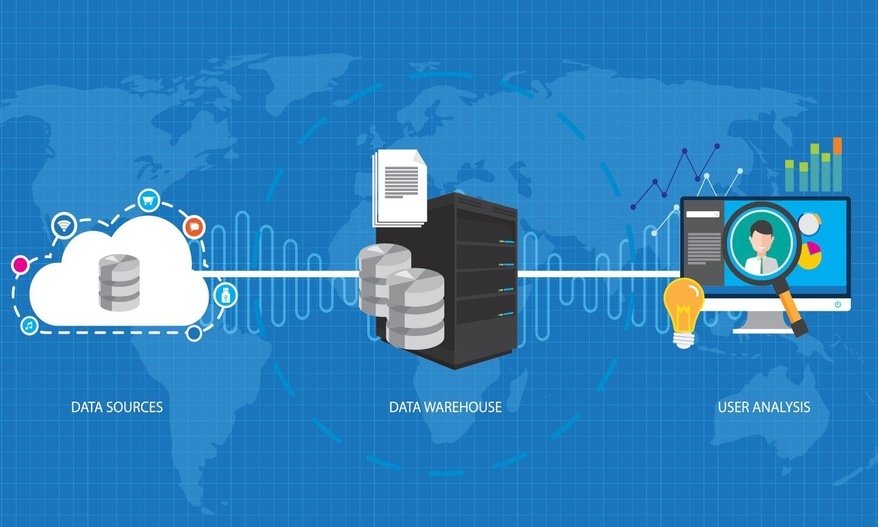 DATA SOURCES
DATA WAREHOUSE
USER ANALYSIS